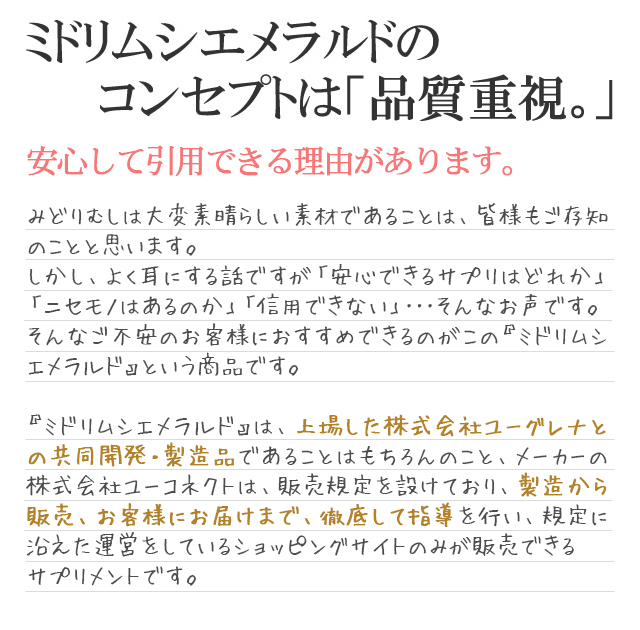 ミドリムシエメラルドの
コンセプトは「品質重視。」
安心して引用できる理由があります。
みどりむしは大変素晴らしい素材であることは、皆様もご存知
のことと思います。
しかし、よく耳にする話ですが「安心できるサプリはどれか」
「ニセモノはあるのか」「信用できない」・・・そんなお声です。
そんなご不安のお客様におすすめできるのがこの『ミドリムシ
エメラルド』という商品です。
『ミドリムシエメラルド』は、上場した株式会社ユーグレナと
の共同開発・製造品であることはもちろんのこと、メーカーの
株式会社ユーコネクトは、販売規定を設けており、製造から
販売、お客様にお届けまで、徹底して指導を行い、規定に
沿えた運営をしているショッピングサイトのみが販売できる
サプリメントです。